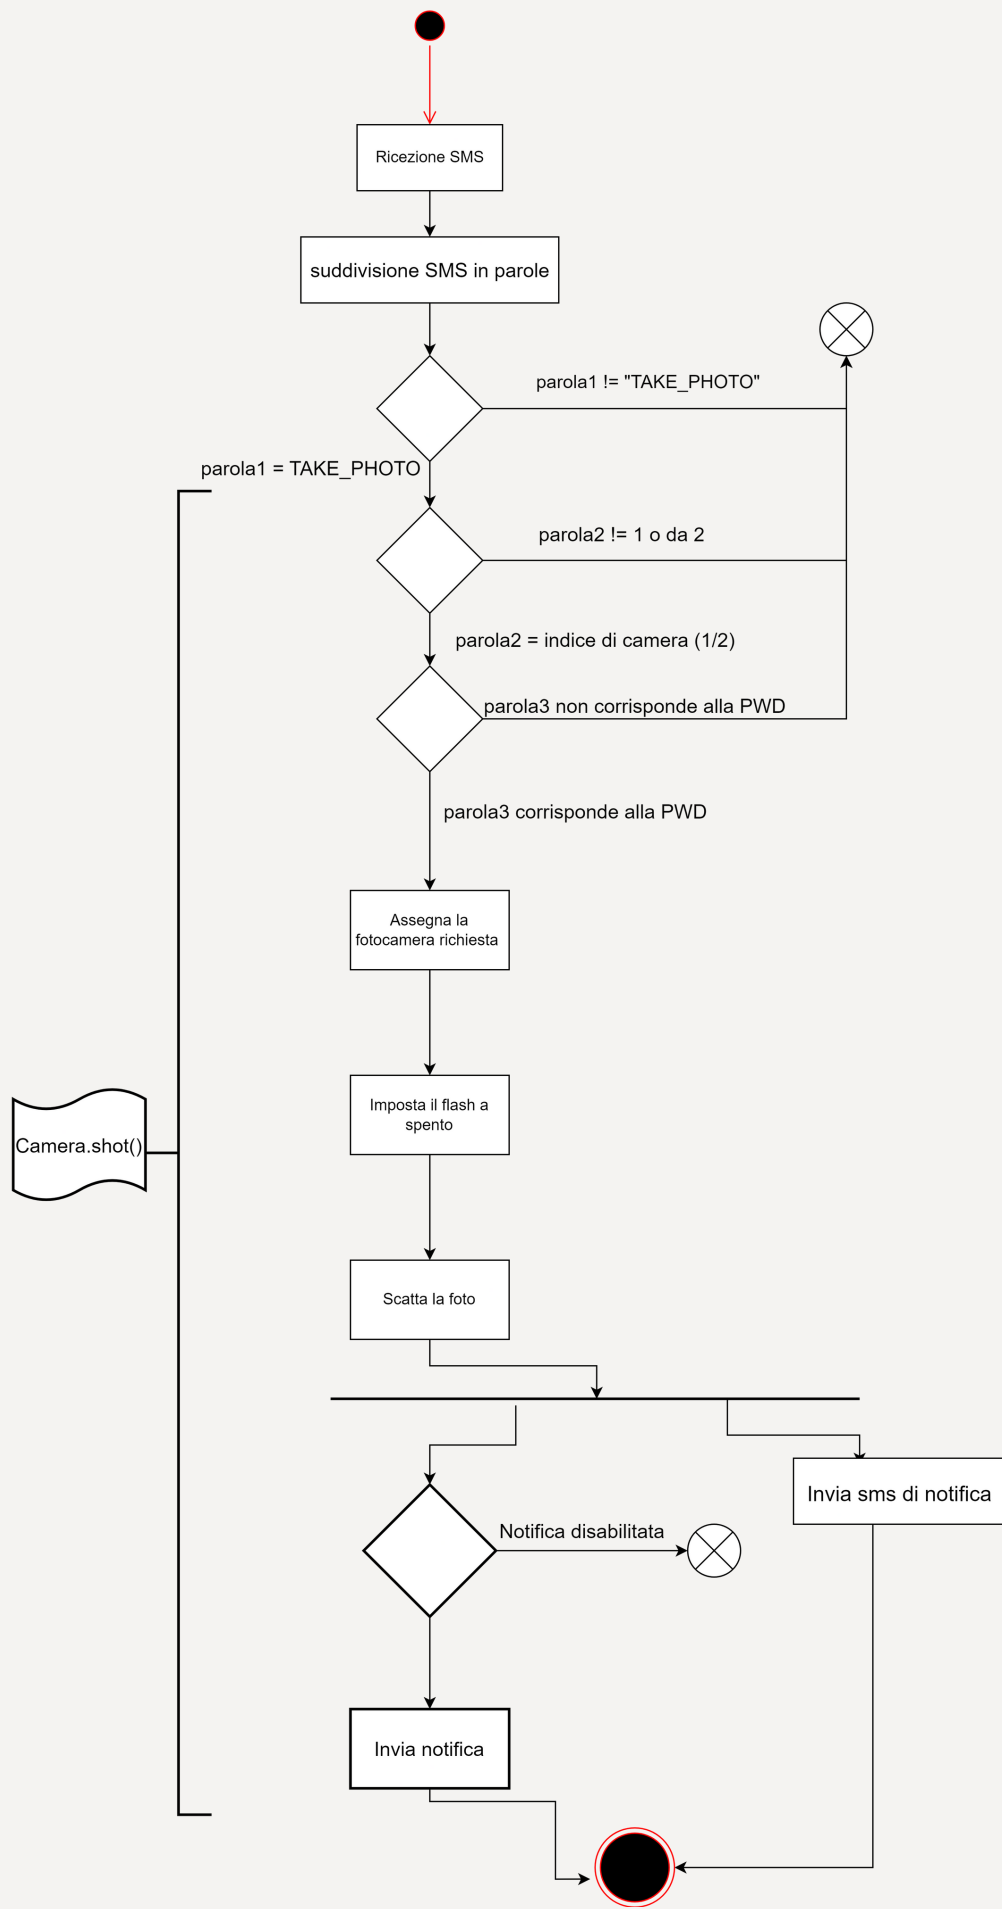 Ricezione SMS
suddivisione SMS in parole
parola1 != "TAKE_PHOTO"
parola1 = TAKE_PHOTO
parola2 != 1 o da 2
parola2 = indice di camera (1/2)
parola3 non corrisponde alla PWD
parola3 corrisponde alla PWD
Assegna la
fotocamera richiesta
Imposta il flash a
spento
Camera.shot()
Scatta la foto
Invia sms di notifica
Notifica disabilitata
Invia notifica